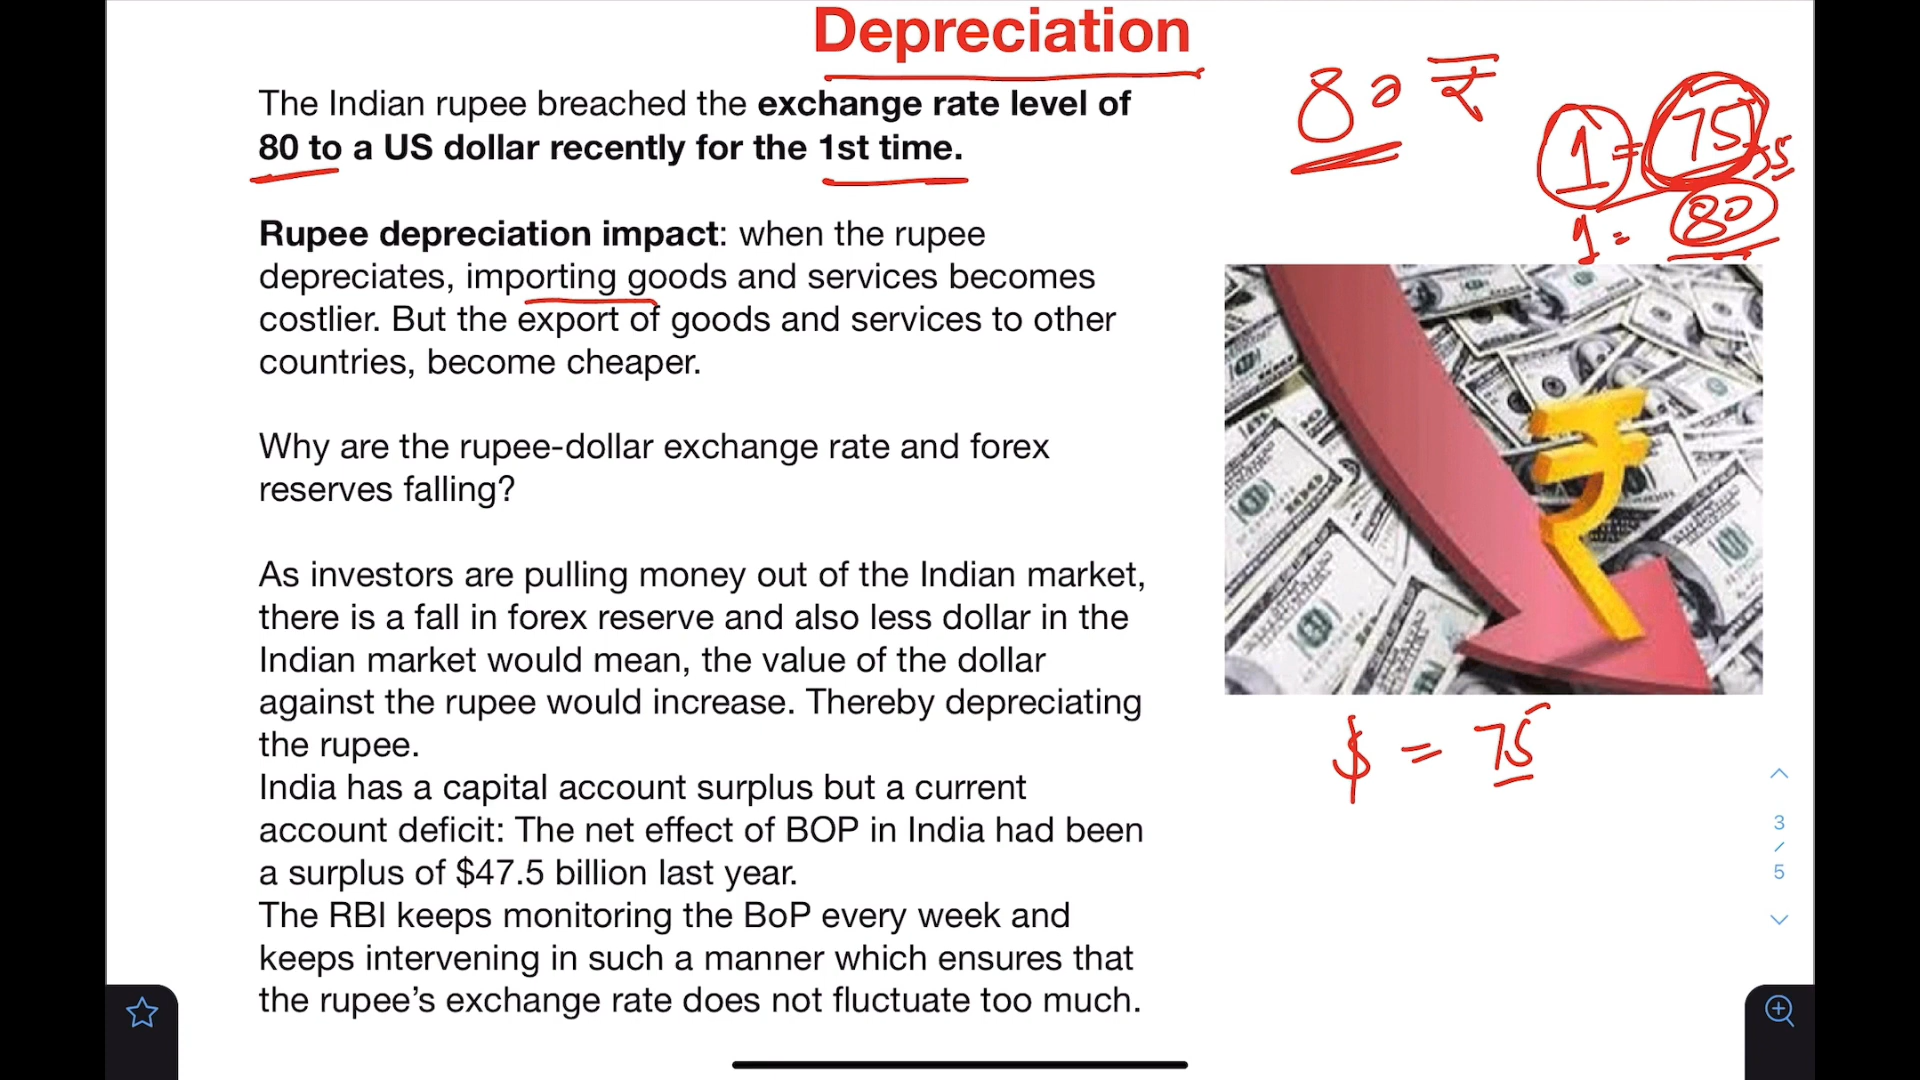 Depreciation
The Indian rupee breached the exchange rate level of
80 to a US dollar recently for the 1st time.
80 ₹
1 = 75
5
1 = 80
Rupee depreciation impact: when the rupee
depreciates, importing goods and services becomes
costlier. But the export of goods and services to other
countries, become cheaper.
Why are the rupee-dollar exchange rate and forex
reserves falling?
As investors are pulling money out of the Indian market,
there is a fall in forex reserve and also less dollar in the
Indian market would mean, the value of the dollar
against the rupee would increase. Thereby depreciating
the rupee.
India has a capital account surplus but a current
account deficit: The net effect of BOP in India had been
a surplus of $47.5 billion last year.
The RBI keeps monitoring the BoP every week and
keeps intervening in such a manner which ensures that
the rupee’s exchange rate does not fluctuate too much.
₹
100
$ = 75
3
/
5